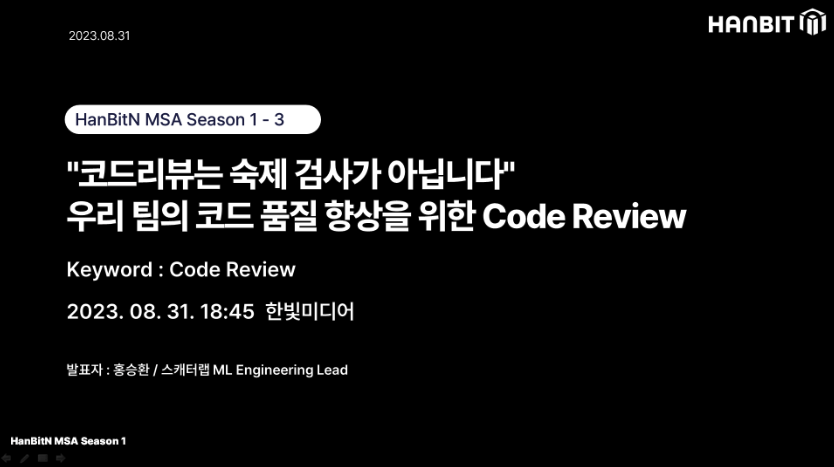 2023.08.31
HANBIT
HanBitN MSA Season 1 - 3
"코드리뷰는 숙제 검사가 아닙니다"
우리 팀의 코드 품질 향상을 위한 Code Review
Keyword : Code Review
2023. 08. 31. 18:45 한빛미디어
발표자 : 홍승환 / 스캐터랩 ML Engineering Lead
HanBitN MSA Season 1